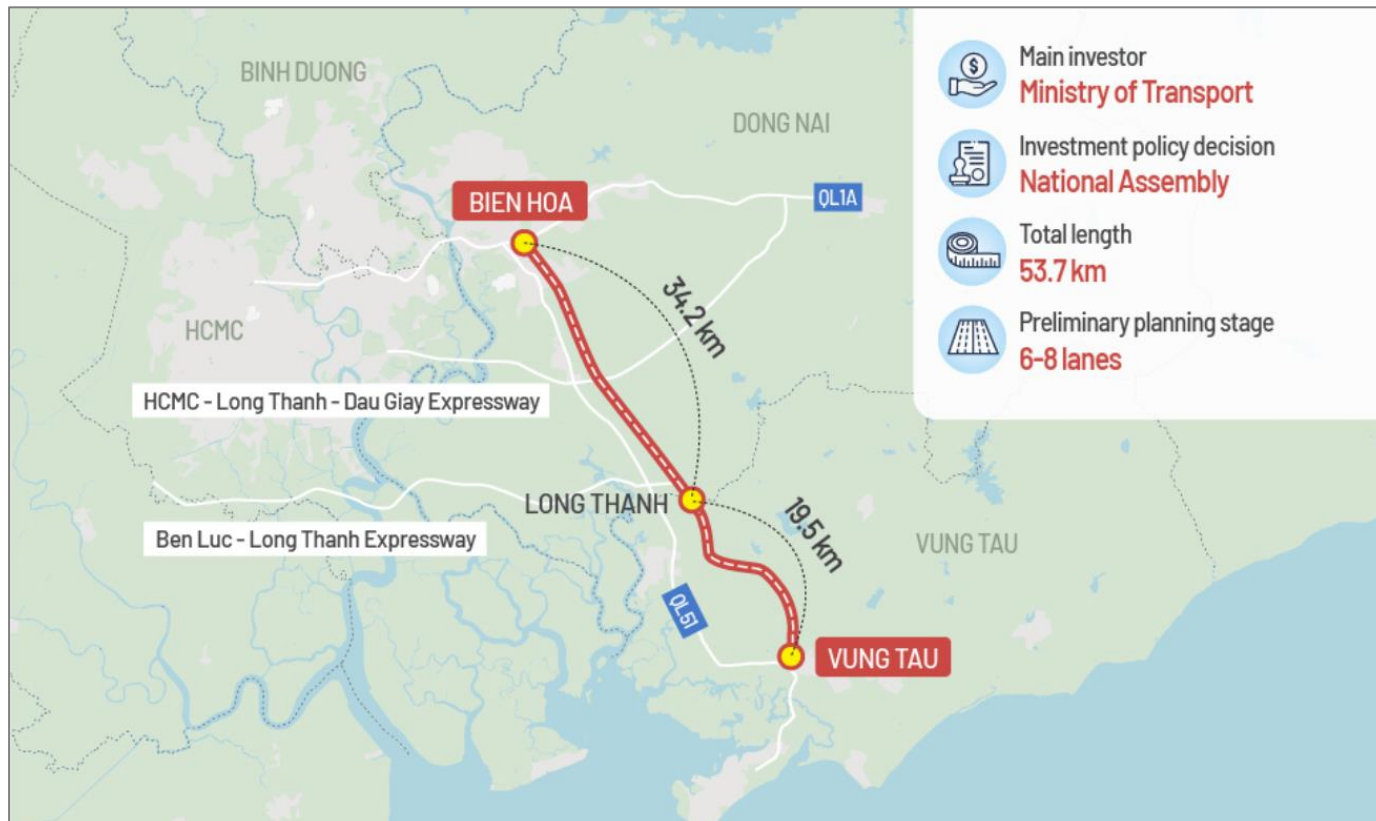 BINH DUONG
DONG NAI
BIEN HOA
QL1A
34.2 km
HCMC
HCMC - Long Thanh - Dau Giay Expressway
LONG THANH
Ben Luc - Long Thanh Expressway
19.5 km
VUNG TAU
QL51
VUNG TAU
Main investor
Ministry of Transport
Investment policy decision
National Assembly
Total length
53.7 km
Preliminary planning stage
6-8 lanes